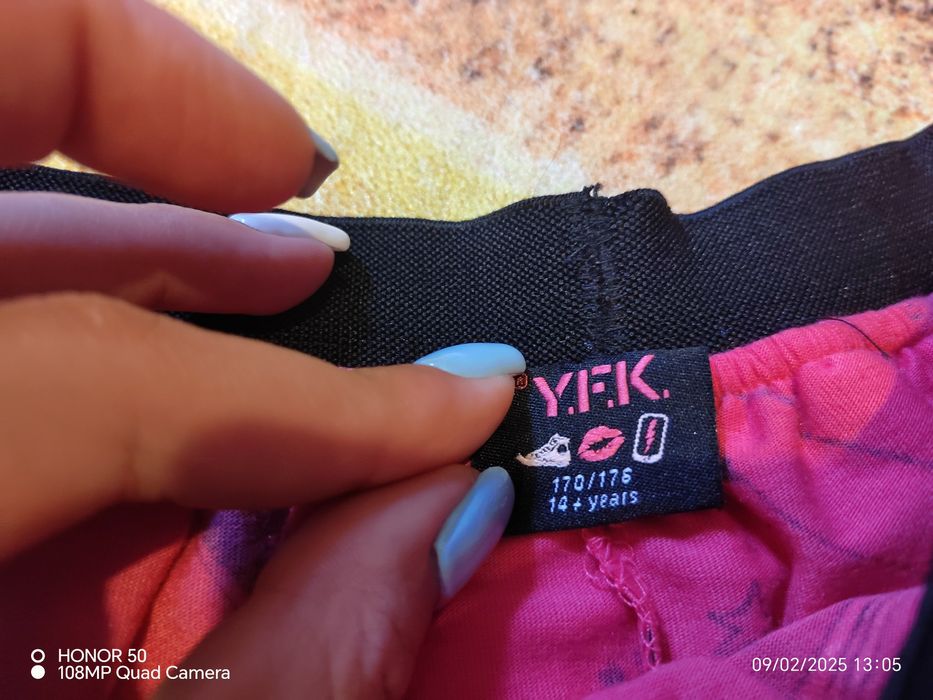 ® Y.F.K.
170/176
14+ years
HONOR 50
108MP Quad Camera
09/02/2025 13:05